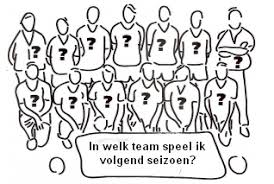 ? ? ? ? ? ?
? ? ? ? ? ? ?
In welk team speel ik
volgend seizoen?